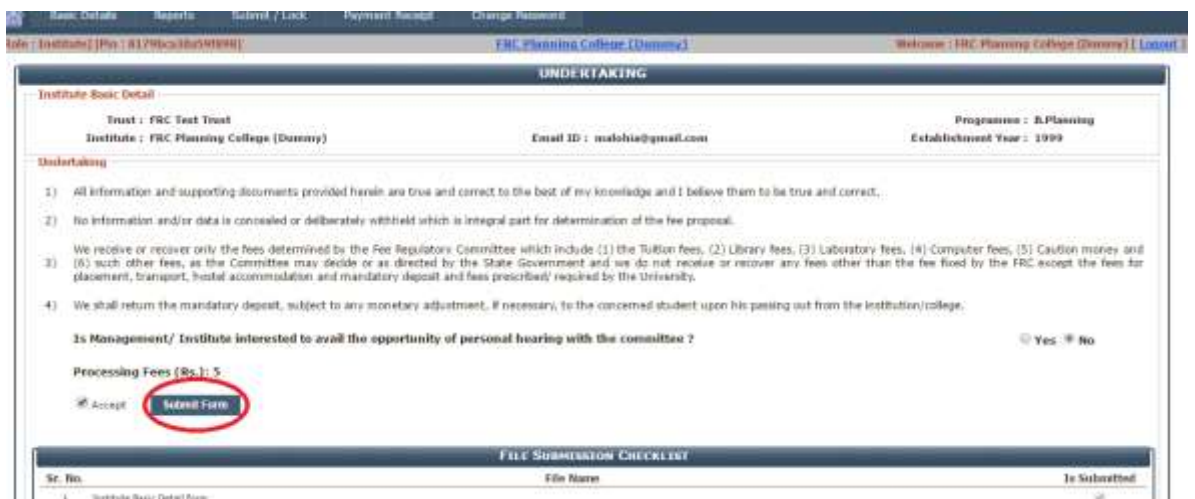 Basic Details Reports Submit / Lock Payment Receipt Change Password
Role : Institute] [Pin : FRC Planning College (Dummy) Welcome : FRC Planning College (Dummy) [ Logout ]
UNDERTAKING
Institute Basic Detail
Trust : FRC Test Trust Programme : B.Planning
Institute : FRC Planning College (Dummy) Email ID : malohia@gmail.com Establishment Year : 1999
Undertaking
1) All information and supporting documents provided herein are true and correct to the best of my knowledge and I believe them to be true and correct.
2) No information and/or data is concealed or deliberately withheld which is integral part for determination of the fee proposal.
We receive or recover only the fees determined by the Fee Regulatory Committee which include (1) the Tuition fees, (2) Library fees, (3) Laboratory fees, (4) Computer fees, (5) Caution money and
3) (6) such other fees, as the Committee may decide or as directed by the State Government and we do not receive or recover any fees other than the fee fixed by the FRC except the fees for
placement, transport, hostel accommodation and mandatory deposit and fees prescribed/ required by the University.
4) We shall return the mandatory deposit, subject to any monetary adjustment, if necessary, to the concerned student upon his passing out from the institution/college.
Is Management/ Institute interested to avail the opportunity of personal hearing with the committee ? Yes No
Processing Fees (Rs.): 5
Accept Submit Form
FILE SUBMISSION CHECKLIST
Sr. No. File Name Is Submitted
1 Institute Basic Detail Form